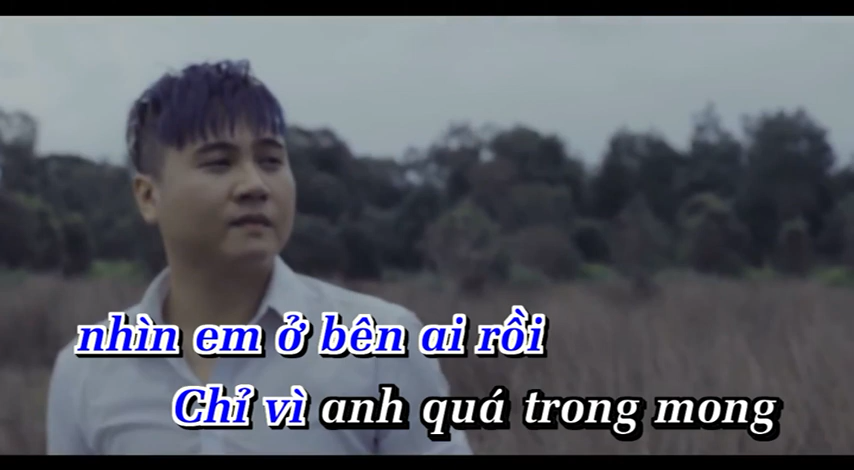 nhìn em ở bên ai rồi
Chỉ vì anh quá trong mong